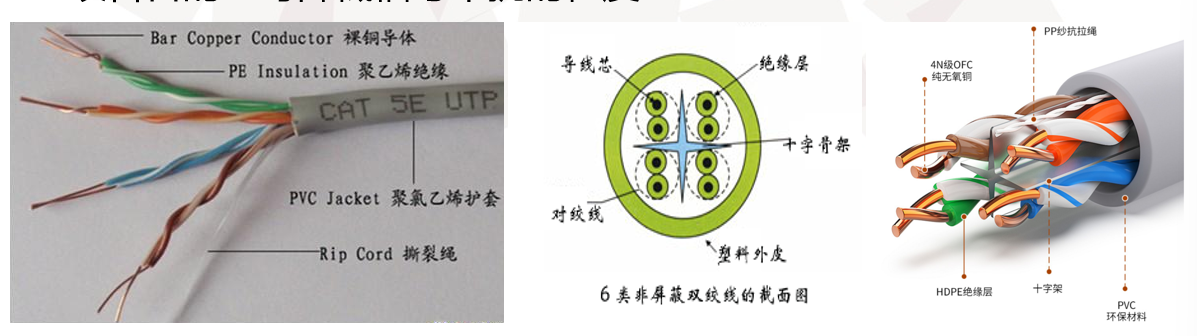 Bar Copper Conductor 裸铜导体
PE Insulation 聚乙烯绝缘
CAT 5E UTP
PVC Jacket 聚氯乙烯护套
Rip Cord 撕裂绳
导线芯
绝缘层
十字骨架
对绞线
塑料外皮
6类非屏蔽双绞线的截面图
PP纱抗拉绳
4N级OFC
纯无氧铜
HDPE绝缘层
十字架
PVC
环保材料